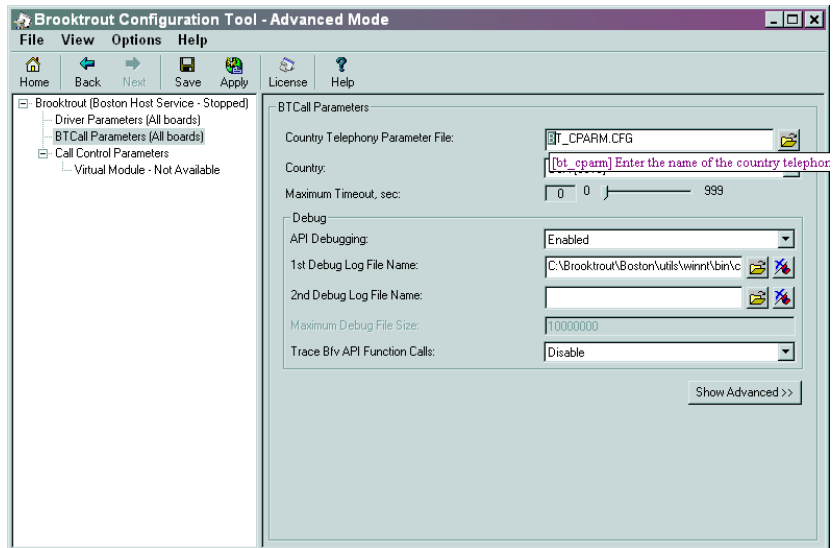 Brooktrout Configuration Tool - Advanced Mode
File View Options Help
Home Back Next Save Apply License Help
Brooktrout (Boston Host Service - Stopped)
Driver Parameters (All boards)
BTCall Parameters (All boards)
Call Control Parameters
Virtual Module - Not Available
BTCall Parameters
Country Telephony Parameter File: BT_CPARM.CFG
[bt_cparm] Enter the name of the country telephon
Country:
Maximum Timeout, sec: 0 0 999
Debug
API Debugging: Enabled
1st Debug Log File Name: C:\Brooktrout\Boston\utils\winnt\bin\c
2nd Debug Log File Name:
Maximum Debug File Size: 10000000
Trace Bfv API Function Calls: Disable
Show Advanced >>